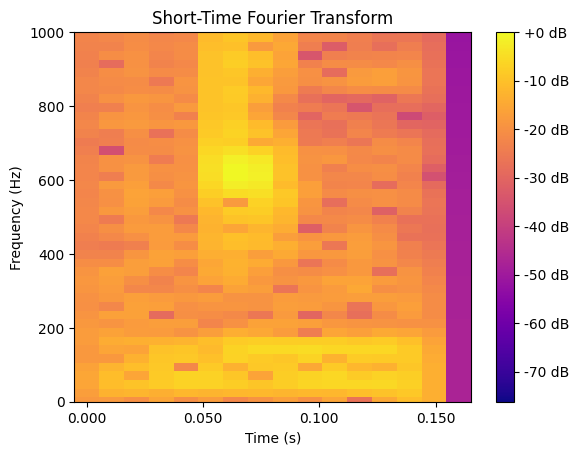 Short-Time Fourier Transform
1000
800
600
400
200
0
Frequency (Hz)
0.000
0.050
0.100
0.150
Time (s)
+0 dB
-10 dB
-20 dB
-30 dB
-40 dB
-50 dB
-60 dB
-70 dB